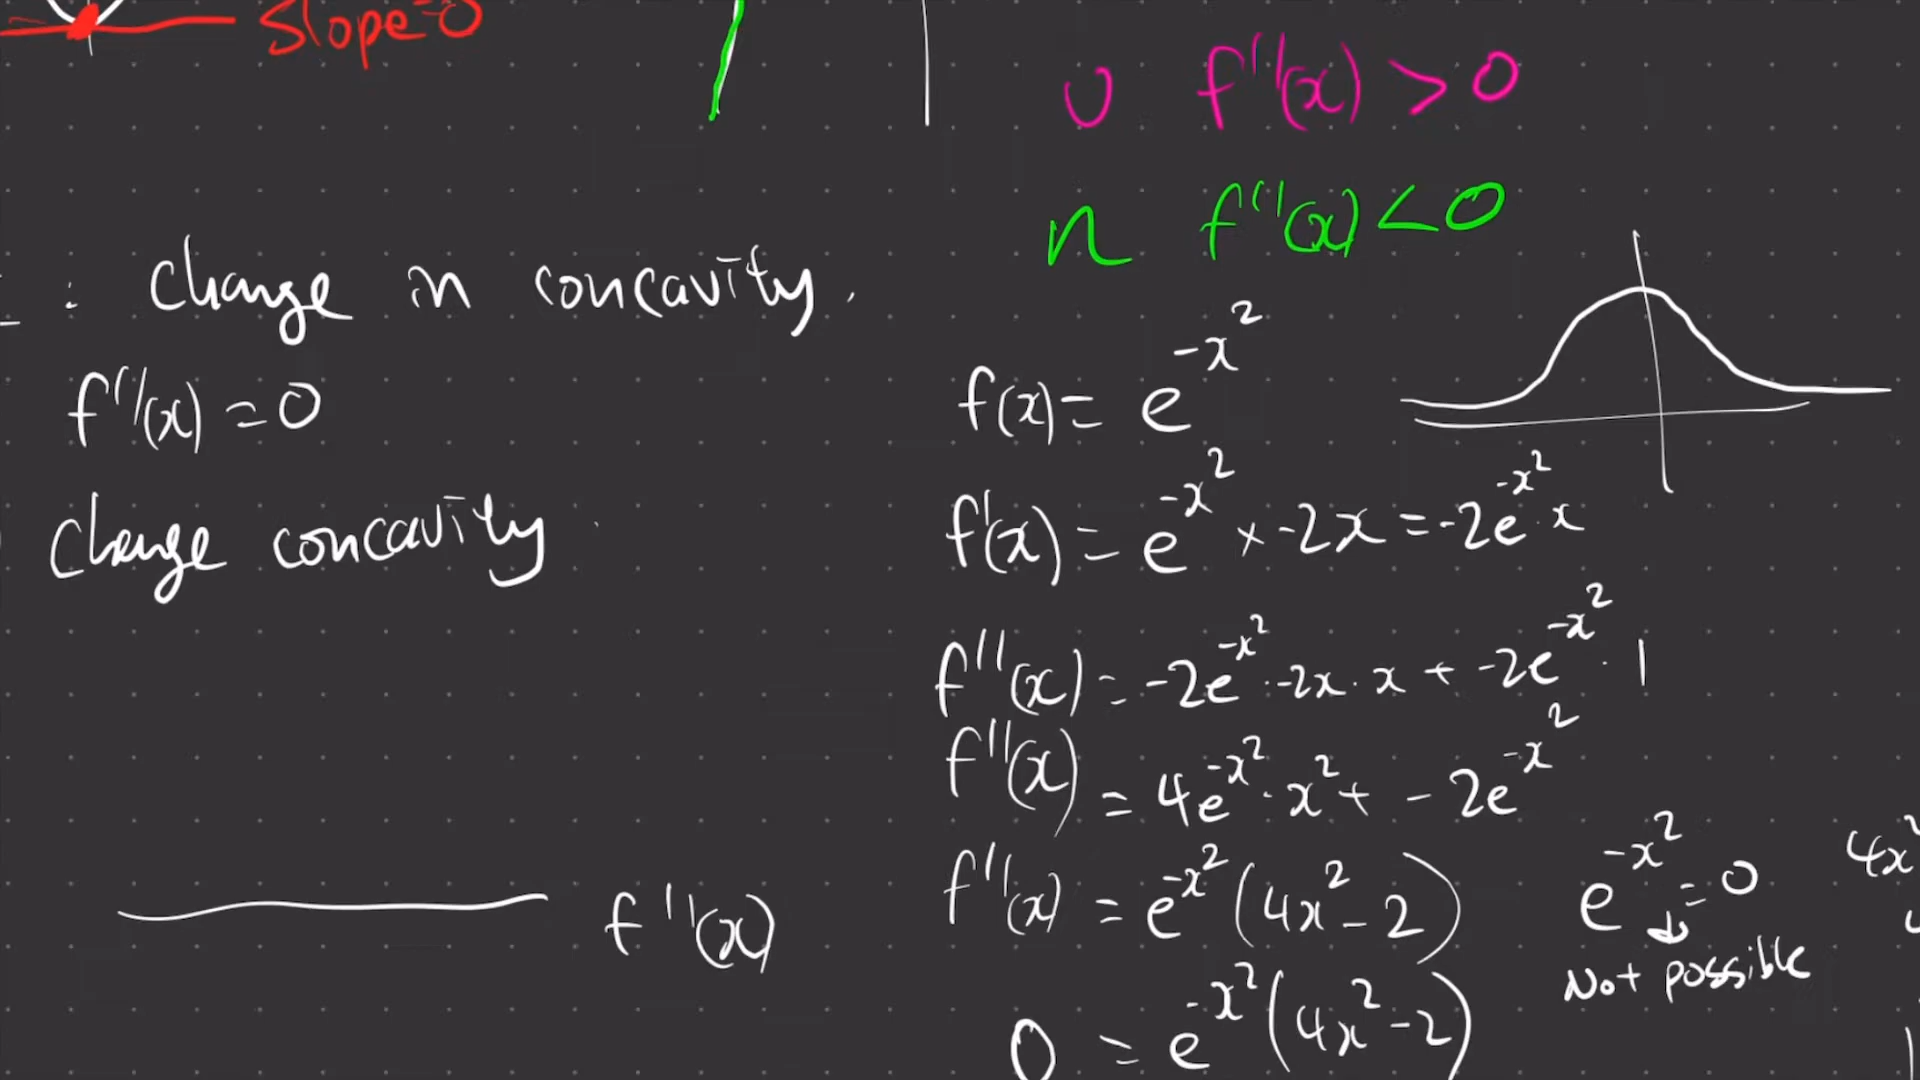 Slope=0
∪ f''(x) > 0
∩ f''(x) < 0
: Change in concavity.
f''(x) = 0
Change concavity
f(x) = e^{-x^2}
f'(x) = e^{-x^2} × -2x = -2e^{-x^2} · x
f''(x) = -2e^{-x^2} · -2x · x + -2e^{-x^2} · 1
f''(x) = 4e^{-x^2} · x^2 + - 2e^{-x^2}
f''(x) = e^{-x^2} (4x^2 - 2)
e^{-x^2} = 0
Not possible
4x^2
f''(x)
0 = e^{-x^2} (4x^2 - 2)